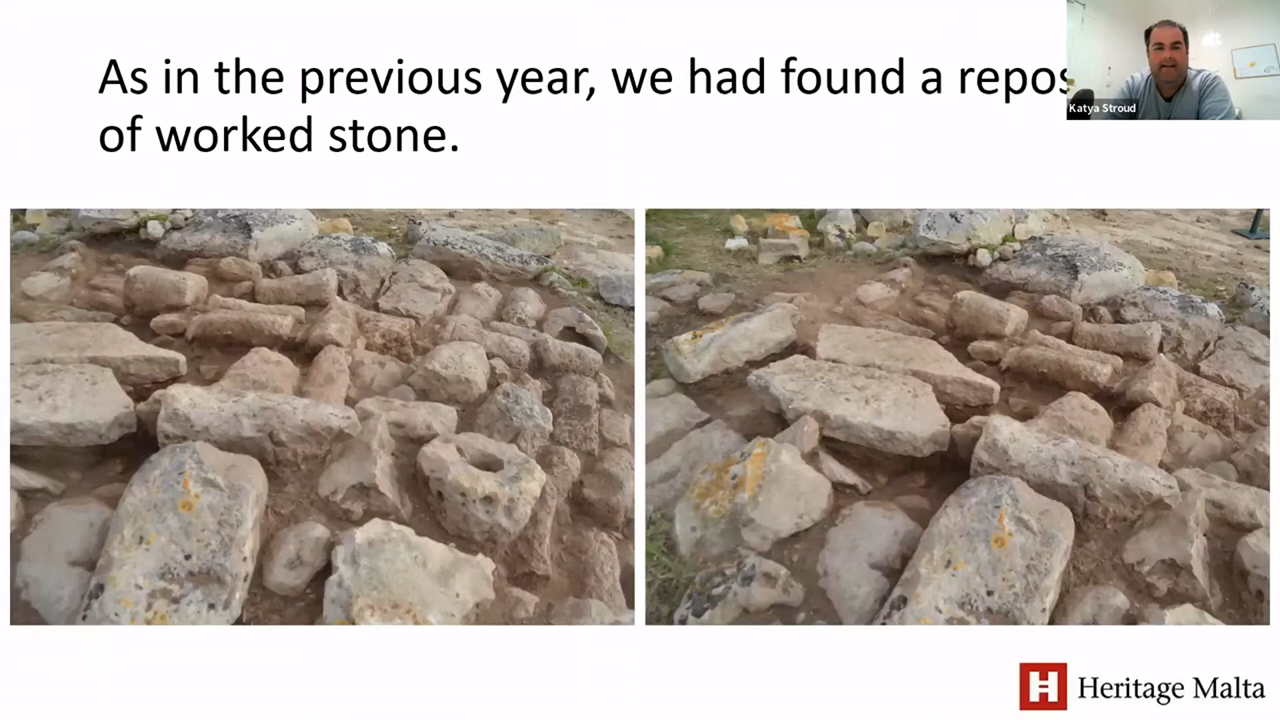 As in the previous year, we had found a repos
of worked stone.
Katya Stroud
Heritage Malta